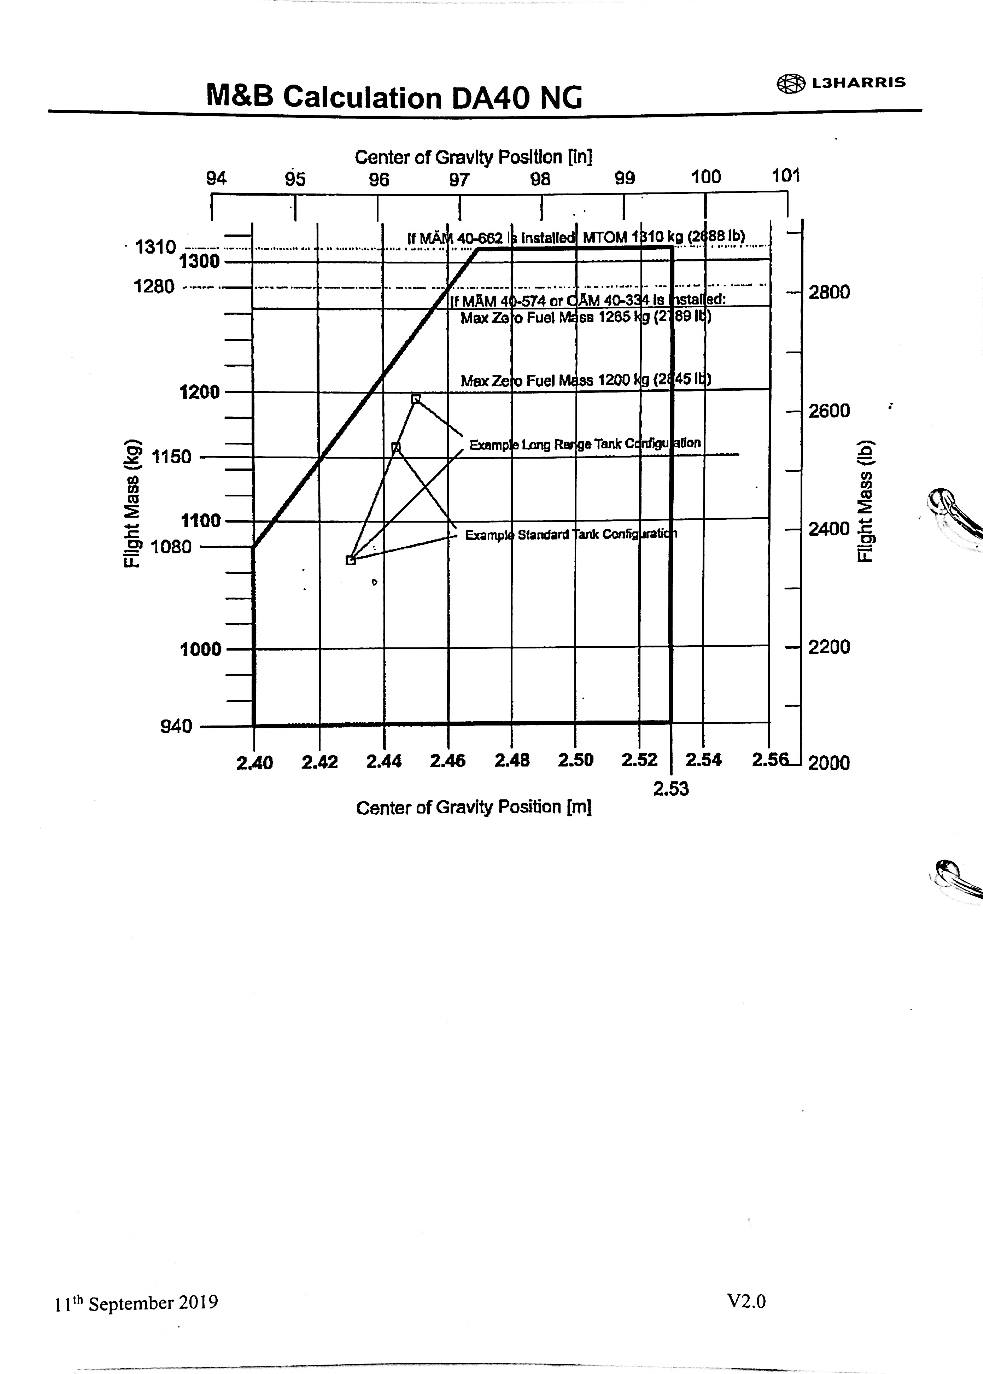 M&B Calculation DA40 NG
L3HARRIS
Center of Gravity Position [in]
94 95 96 97 98 99 100 101
If MÄM 40-662 is installed MTOM 1310 kg (2888 lb)
1310
1300
1280
2800
If MÄM 40-574 or OÄM 40-334 is installed:
Max Zero Fuel Mass 1265 kg (2789 lb)
Max Zero Fuel Mass 1200 kg (2645 lb)
1200
2600
Example Long Range Tank Configuration
1150
Flight Mass (kg)
Flight Mass (lb)
1100
2400
Example Standard Tank Configuration
1080
1000
2200
940
2.40 2.42 2.44 2.46 2.48 2.50 2.52 2.54 2.56 2000
2.53
Center of Gravity Position [m]
11th September 2019
V2.0